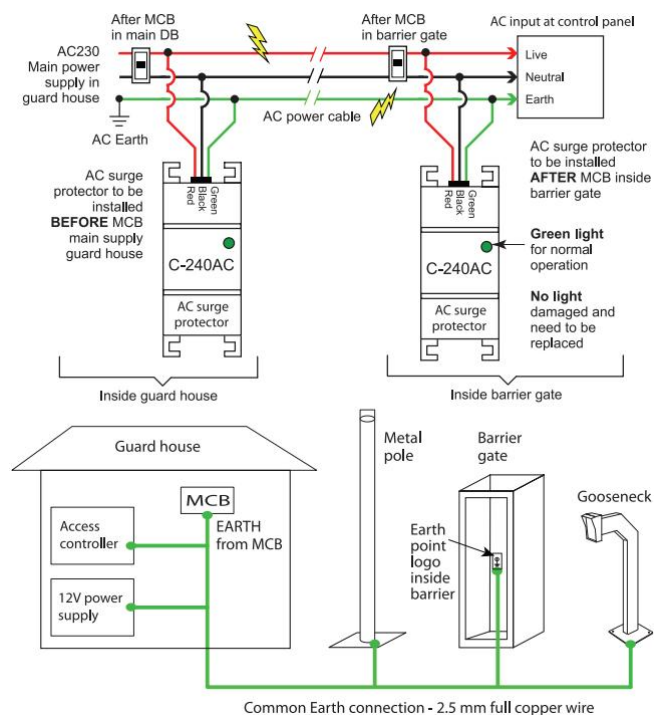 After MCB
in main DB
After MCB
in barrier gate
AC input at control panel
AC230
Main power
supply in
guard house
Live
Neutral
Earth
AC Earth
AC power cable
AC surge
protector to be
installed
BEFORE MCB
main supply
guard house
Red
Black
Green
C-240AC
AC surge
protector
Red
Black
Green
C-240AC
AC surge
protector
AC surge protector
to be installed
AFTER MCB inside
barrier gate
Green light
for normal
operation
No light
damaged and
need to be
replaced
Inside guard house
Inside barrier gate
Guard house
MCB
Access
controller
EARTH
from MCB
12V power
supply
Metal
pole
Barrier
gate
Gooseneck
Earth
point
logo
inside
barrier
Common Earth connection - 2.5 mm full copper wire